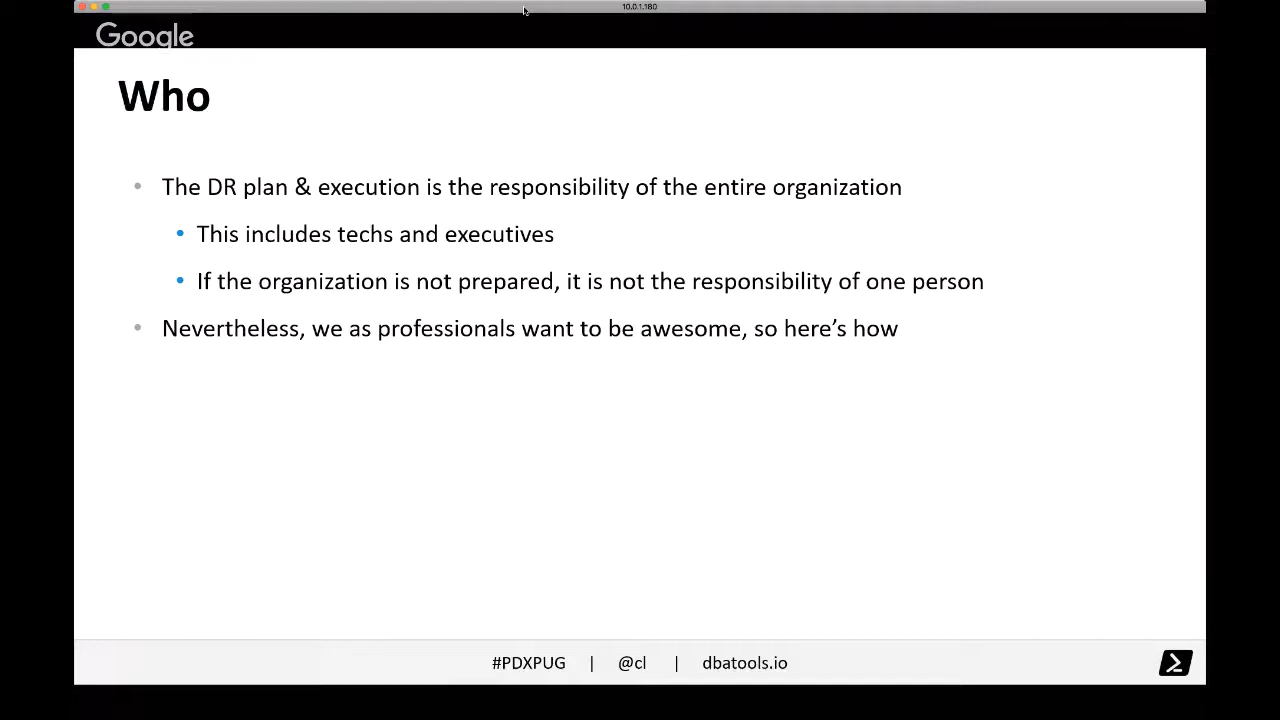 10.0.1.180
Google
Who
The DR plan & execution is the responsibility of the entire organization
This includes techs and executives
If the organization is not prepared, it is not the responsibility of one person
Nevertheless, we as professionals want to be awesome, so here’s how
#PDXPUG | @cl | dbatools.io